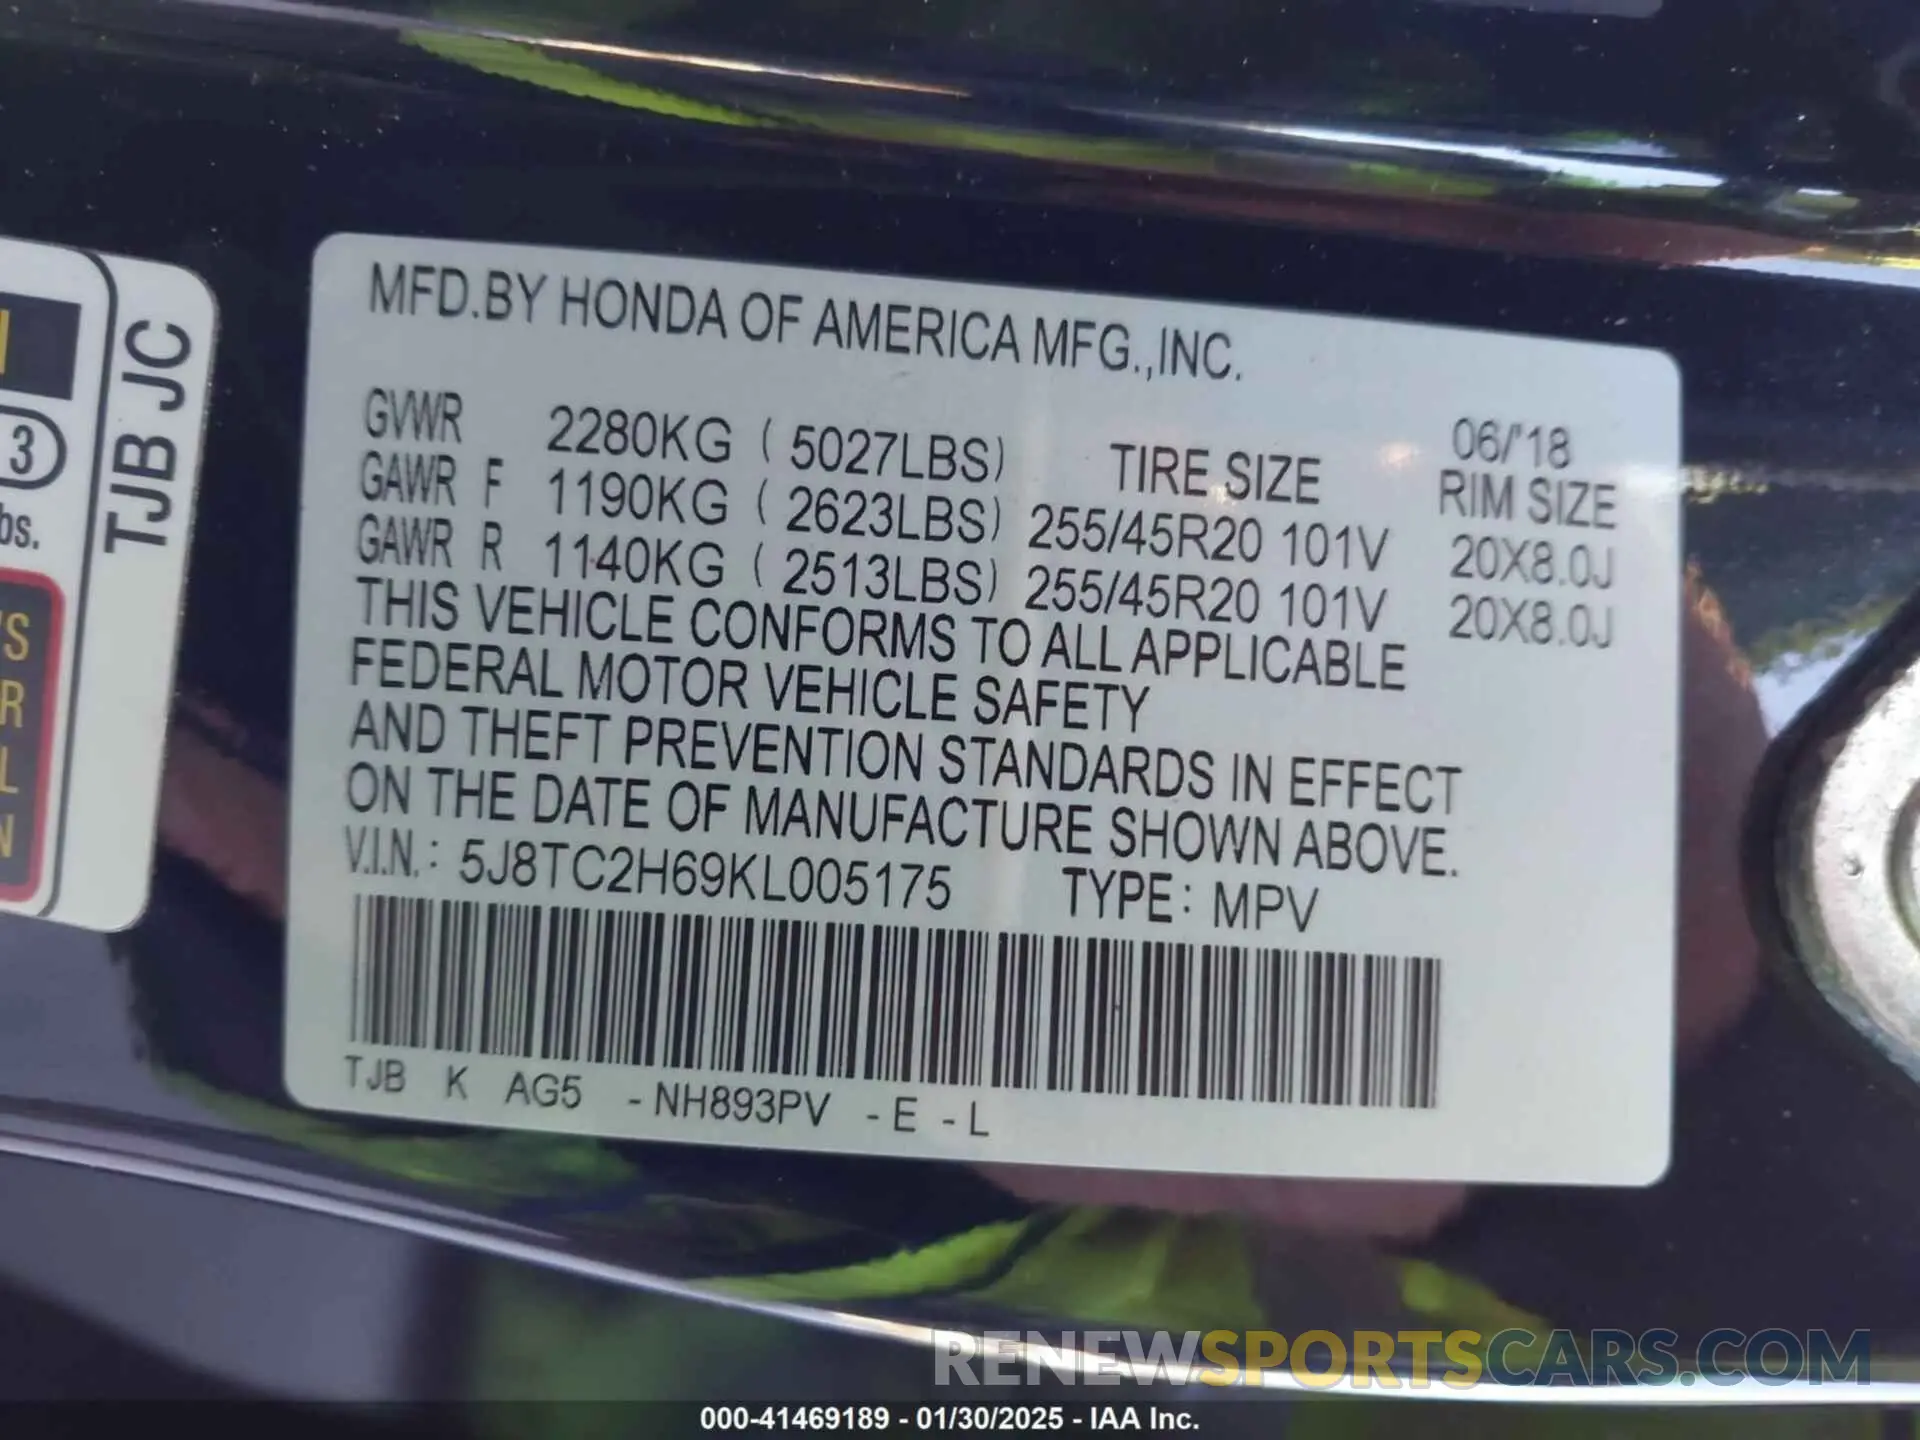 MFD.BY HONDA OF AMERICA MFG.,INC.
06/'18
GVWR 2280KG ( 5027LBS) TIRE SIZE RIM SIZE
GAWR F 1190KG ( 2623LBS) 255/45R20 101V 20X8.0J
GAWR R 1140KG ( 2513LBS) 255/45R20 101V 20X8.0J
THIS VEHICLE CONFORMS TO ALL APPLICABLE
FEDERAL MOTOR VEHICLE SAFETY
AND THEFT PREVENTION STANDARDS IN EFFECT
ON THE DATE OF MANUFACTURE SHOWN ABOVE.
V.I.N.: 5J8TC2H69KL005175 TYPE: MPV
TJB K AG5 -NH893PV -E -L
TJB JC
3
RENEWSPORTSCARS.COM
000-41469189 - 01/30/2025 - IAA Inc.